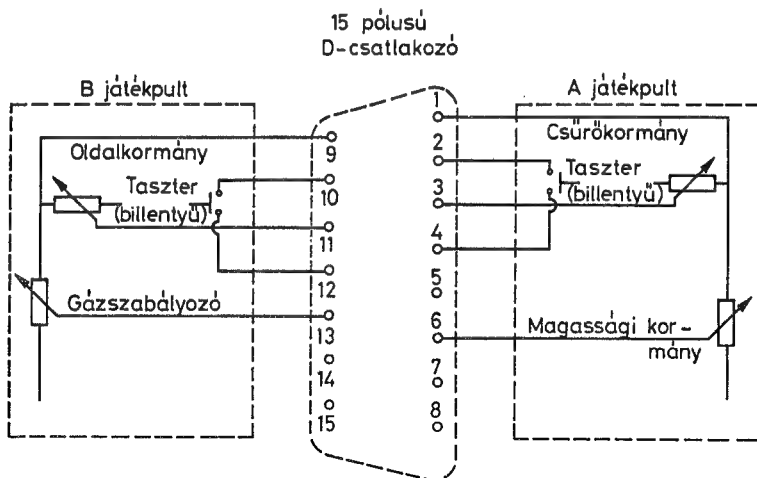 15 pólusú
D-csatlakozó
B játékpult
A játékpult
Oldalkormány
Taszter
(billentyű)
Gázszabályozó
9
10
11
12
13
14
15
1
2
3
4
5
6
7
8
Csűrőkormány
Taszter
(billentyű)
Magassági kor-
mány